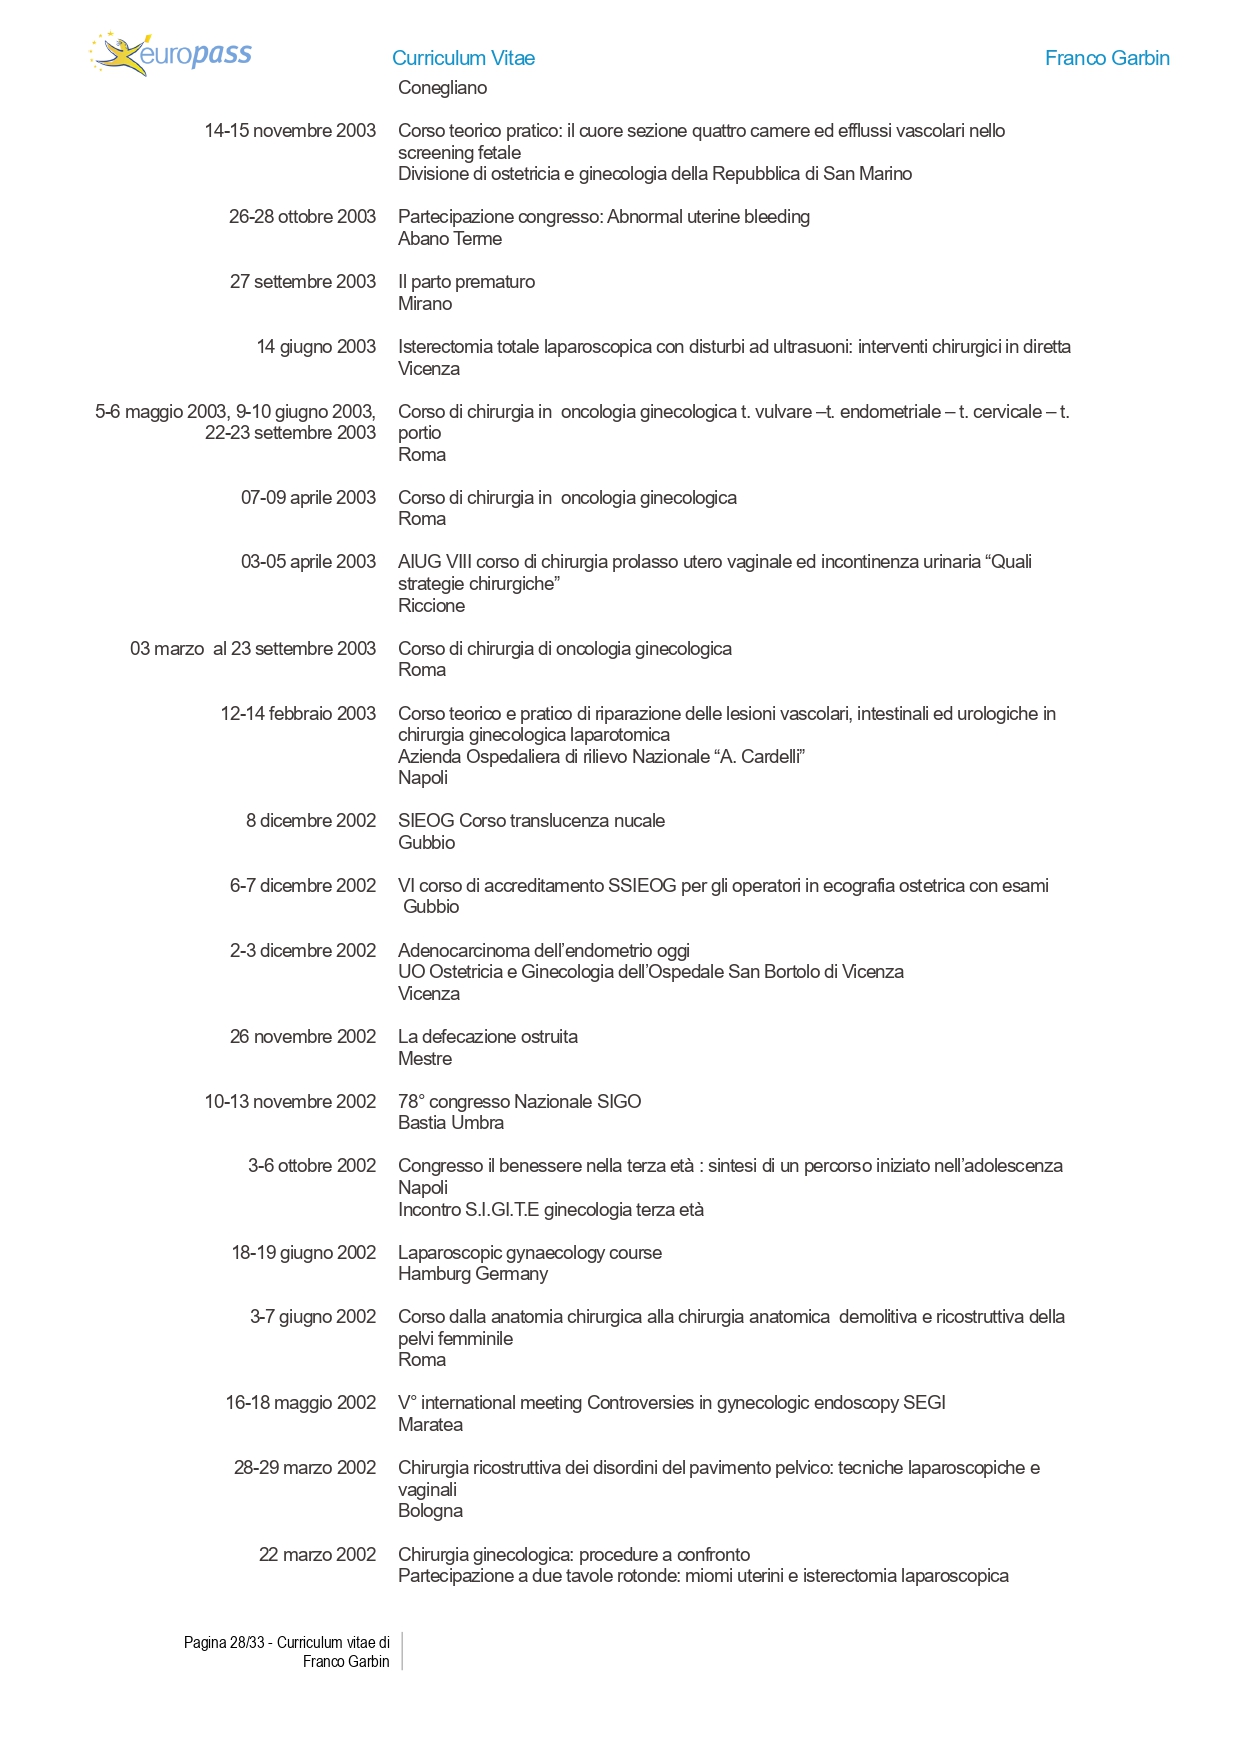 europass
Curriculum Vitae
Franco Garbin
Conegliano
14-15 novembre 2003
Corso teorico pratico: il cuore sezione quattro camere ed efflussi vascolari nello
screening fetale
Divisione di ostetricia e ginecologia della Repubblica di San Marino
26-28 ottobre 2003
Partecipazione congresso: Abnormal uterine bleeding
Abano Terme
27 settembre 2003
Il parto prematuro
Mirano
14 giugno 2003
Isterectomia totale laparoscopica con disturbi ad ultrasuoni: interventi chirurgici in diretta
Vicenza
5-6 maggio 2003, 9-10 giugno 2003,
22-23 settembre 2003
Corso di chirurgia in  oncologia ginecologica t. vulvare –t. endometriale – t. cervicale – t.
portio
Roma
07-09 aprile 2003
Corso di chirurgia in  oncologia ginecologica
Roma
03-05 aprile 2003
AIUG VIII corso di chirurgia prolasso utero vaginale ed incontinenza urinaria “Quali
strategie chirurgiche”
Riccione
03 marzo  al 23 settembre 2003
Corso di chirurgia di oncologia ginecologica
Roma
12-14 febbraio 2003
Corso teorico e pratico di riparazione delle lesioni vascolari, intestinali ed urologiche in
chirurgia ginecologica laparotomica
Azienda Ospedaliera di rilievo Nazionale “A. Cardelli”
Napoli
8 dicembre 2002
SIEOG Corso translucenza nucale
Gubbio
6-7 dicembre 2002
VI corso di accreditamento SSIEOG per gli operatori in ecografia ostetrica con esami
Gubbio
2-3 dicembre 2002
Adenocarcinoma dell’endometrio oggi
UO Ostetricia e Ginecologia dell’Ospedale San Bortolo di Vicenza
Vicenza
26 novembre 2002
La defecazione ostruita
Mestre
10-13 novembre 2002
78° congresso Nazionale SIGO
Bastia Umbra
3-6 ottobre 2002
Congresso il benessere nella terza età : sintesi di un percorso iniziato nell’adolescenza
Napoli
Incontro S.I.GI.T.E ginecologia terza età
18-19 giugno 2002
Laparoscopic gynaecology course
Hamburg Germany
3-7 giugno 2002
Corso dalla anatomia chirurgica alla chirurgia anatomica  demolitiva e ricostruttiva della
pelvi femminile
Roma
16-18 maggio 2002
V° international meeting Controversies in gynecologic endoscopy SEGI
Maratea
28-29 marzo 2002
Chirurgia ricostruttiva dei disordini del pavimento pelvico: tecniche laparoscopiche e
vaginali
Bologna
22 marzo 2002
Chirurgia ginecologica: procedure a confronto
Partecipazione a due tavole rotonde: miomi uterini e isterectomia laparoscopica
Pagina 28/33 - Curriculum vitae di
Franco Garbin